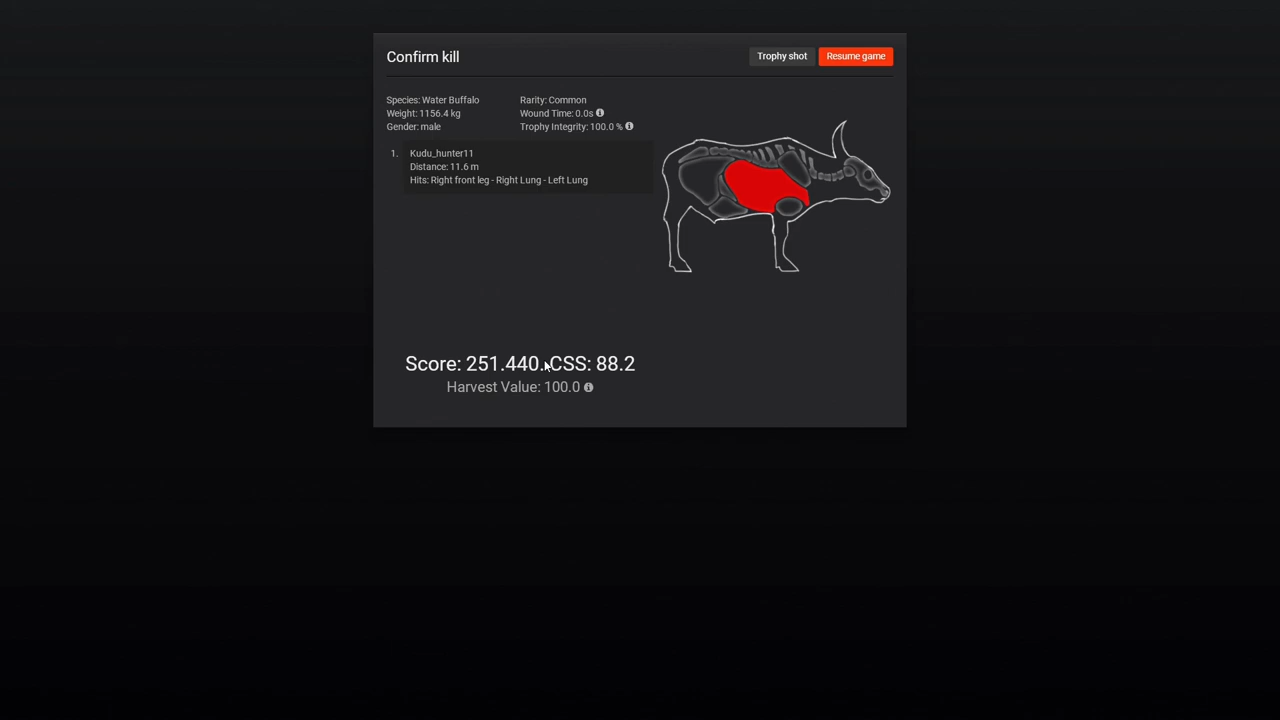 Confirm kill
Trophy shot
Resume game
Species: Water Buffalo
Weight: 1156.4 kg
Gender: male
Rarity: Common
Wound Time: 0.0s
Trophy Integrity: 100.0 %
1.
Kudu_hunter11
Distance: 11.6 m
Hits: Right front leg - Right Lung - Left Lung
Score: 251.440. CSS: 88.2
Harvest Value: 100.0